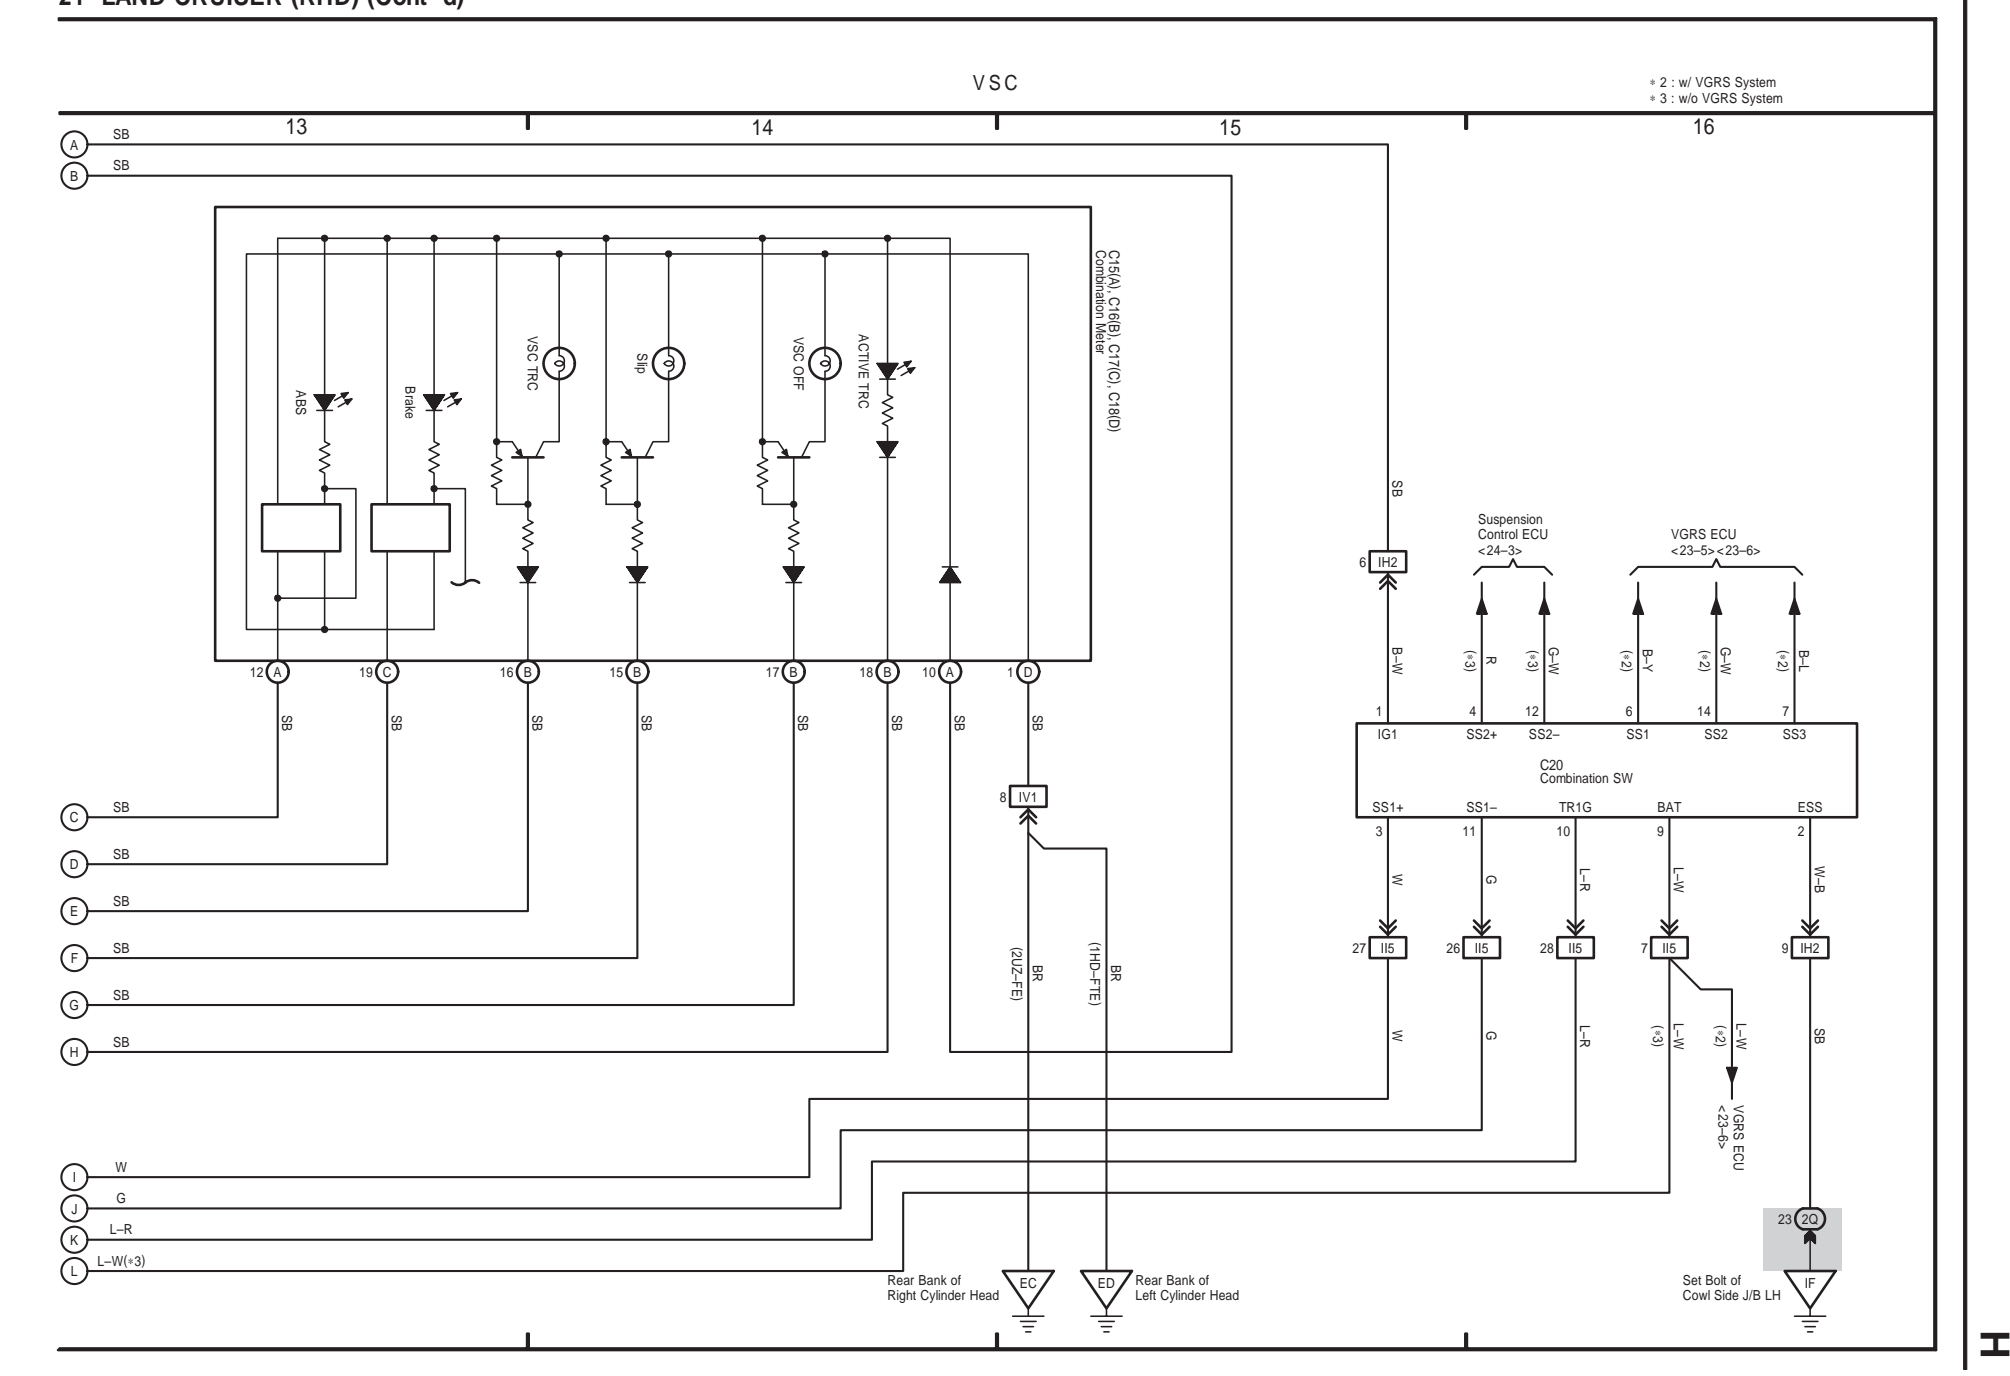 21 LAND CRUISER (RHD) (Cont' d)
VSC
∗ 2 : w/ VGRS System
∗ 3 : w/o VGRS System
13
14
15
16
A
SB
B
SB
C15(A), C16(B), C17(C), C18(D)
Combination Meter
ABS
Brake
VSC TRC
Slip
VSC OFF
ACTIVE TRC
12 A
19 C
16 B
15 B
17 B
18 B
10 A
1 D
SB
SB
SB
SB
SB
SB
SB
SB
SB
6 IH2
B–W
Suspension
Control ECU
<24–3>
VGRS ECU
<23–5><23–6>
R
(∗3)
G–W
(∗3)
B–Y
(∗2)
G–W
(∗2)
B–L
(∗2)
1
4
12
6
14
7
IG1
SS2+
SS2–
SS1
SS2
SS3
C20
Combination SW
SS1+
SS1–
TR1G
BAT
ESS
3
11
10
9
2
W
G
L–R
L–W
W–B
27 II5
26 II5
28 II5
7 II5
9 IH2
W
G
L–R
L–W
(∗3)
L–W
(∗2)
SB
VGRS ECU
<23–6>
8 IV1
BR
(2UZ–FE)
BR
(1HD–FTE)
C
SB
D
SB
E
SB
F
SB
G
SB
H
SB
I
W
J
G
K
L–R
L
L–W(∗3)
23 2Q
Rear Bank of
Right Cylinder Head
EC
ED
Rear Bank of
Left Cylinder Head
Set Bolt of
Cowl Side J/B LH
IF
H